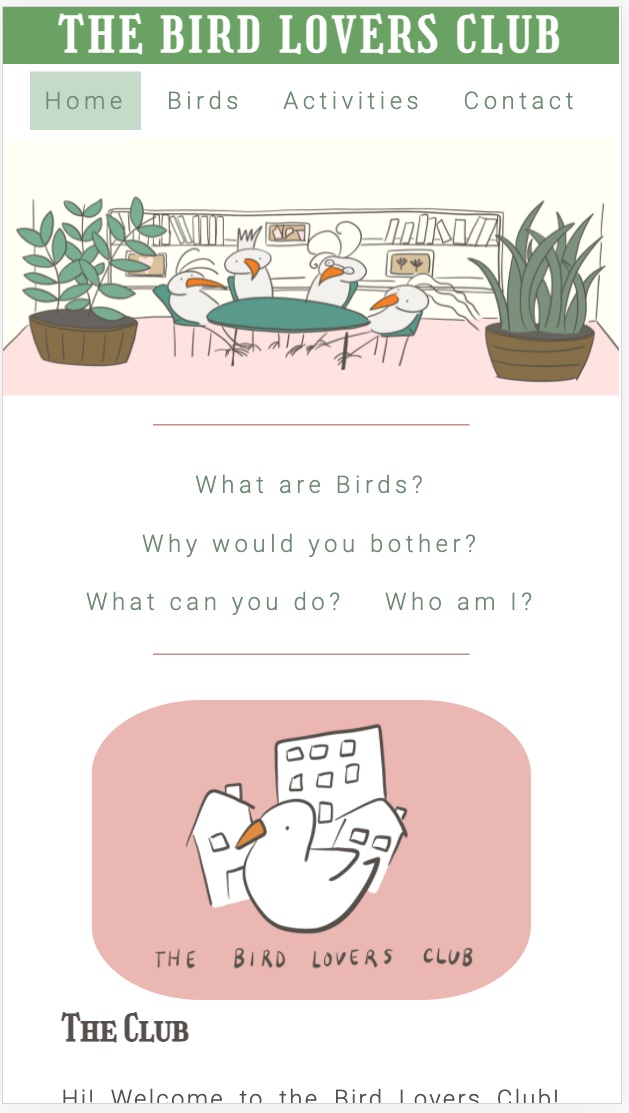 THE BIRD LOVERS CLUB
Home Birds Activities Contact
What are Birds?
Why would you bother?
What can you do? Who am I?
THE BIRD LOVERS CLUB
The Club
Hi! Welcome to the Bird Lovers Club!